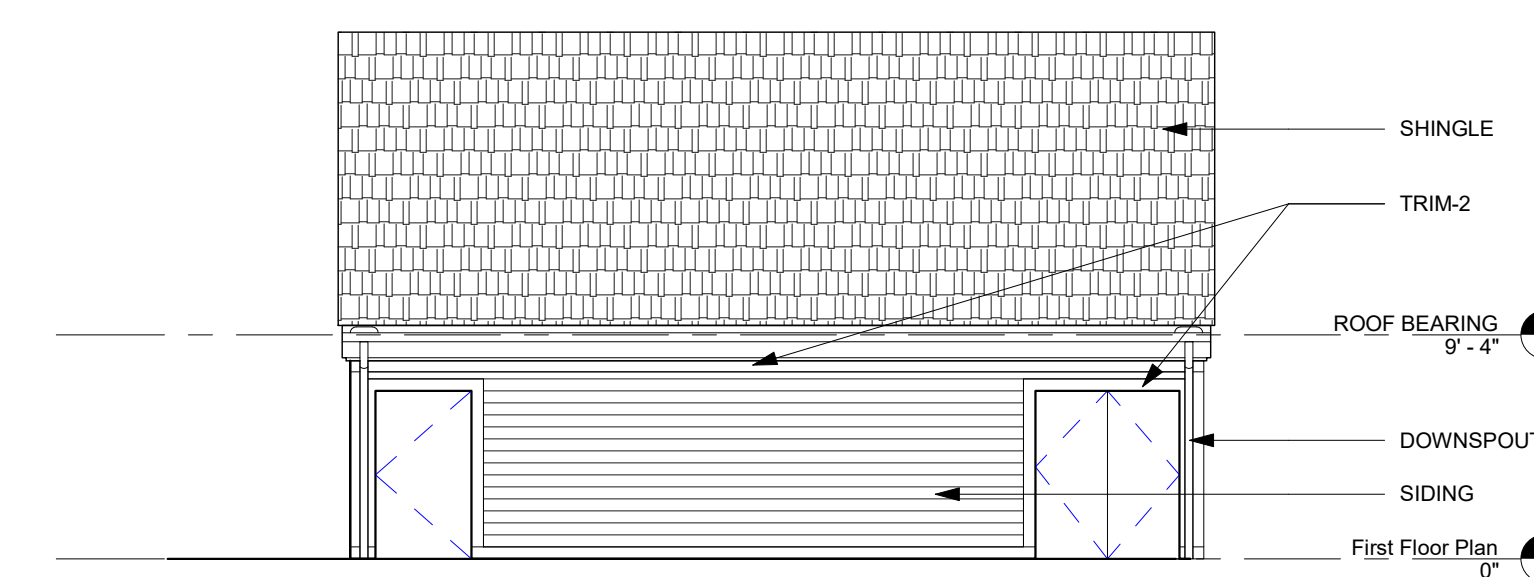 SHINGLE
TRIM-2
ROOF BEARING
9' - 4"
DOWNSPOUT
SIDING
First Floor Plan
0"